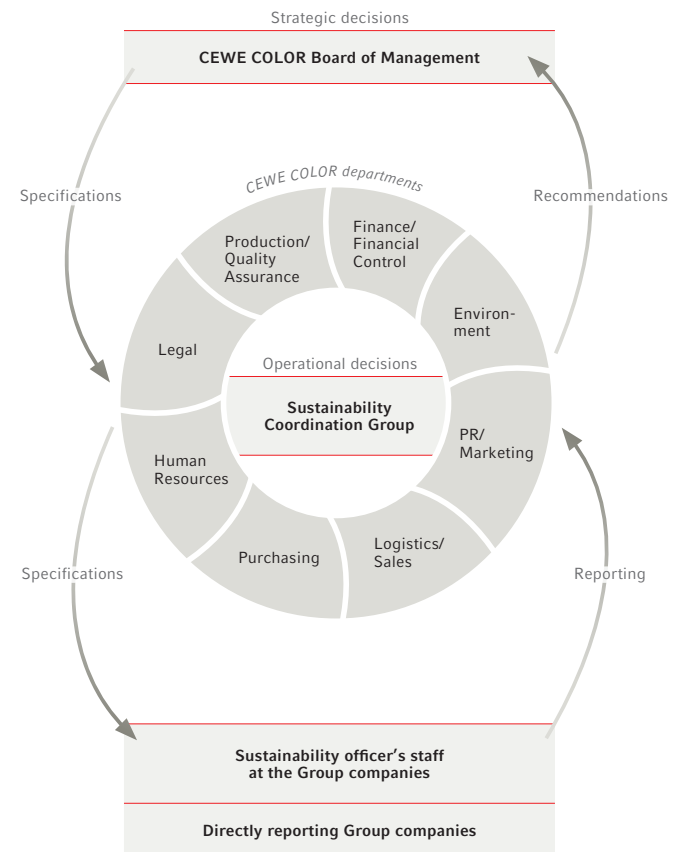 Strategic decisions
CEWE COLOR Board of Management
Specifications
Recommendations
CEWE COLOR departments
Production/
Quality
Assurance
Finance/
Financial
Control
Environ-
ment
Legal
Operational decisions
Sustainability
Coordination Group
PR/
Marketing
Human
Resources
Purchasing
Logistics/
Sales
Specifications
Reporting
Sustainability officer’s staff
at the Group companies
Directly reporting Group companies